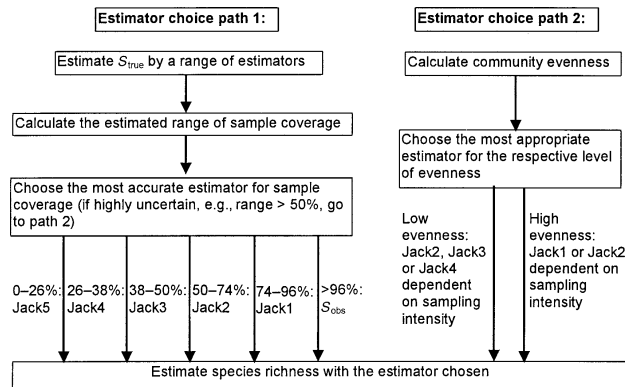 Estimator choice path 1:
Estimate Strue by a range of estimators
Calculate the estimated range of sample coverage
Choose the most accurate estimator for sample
coverage (if highly uncertain, e.g., range > 50%, go
to path 2)
0–26%:
Jack5
26–38%:
Jack4
38–50%:
Jack3
50–74%:
Jack2
74–96%:
Jack1
>96%:
Sobs
Estimator choice path 2:
Calculate community evenness
Choose the most appropriate
estimator for the respective level
of evenness
Low
evenness:
Jack2, Jack3
or Jack4
dependent
on sampling
intensity
High
evenness:
Jack1 or Jack2
dependent on
sampling
intensity
Estimate species richness with the estimator chosen